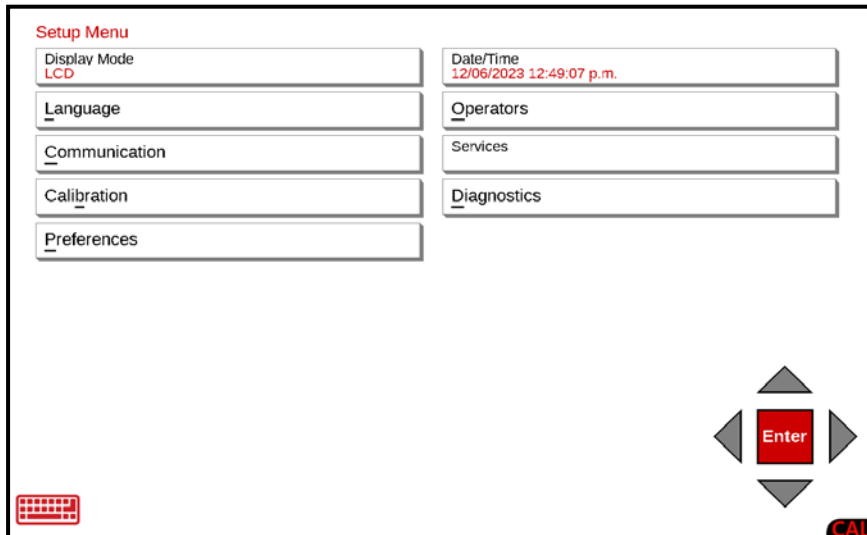 Setup Menu
Display Mode
LCD
Date/Time
12/06/2023 12:49:07 p.m.
Language
Operators
Communication
Services
Calibration
Diagnostics
Preferences
Enter
CAL